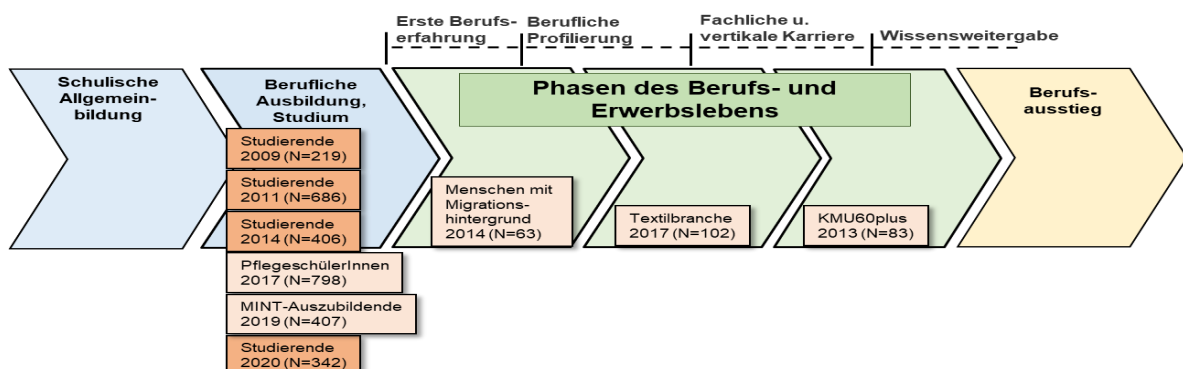 Erste Berufs-
erfahrung
Berufliche
Profilierung
Fachliche u.
vertikale Karriere
Wissensweitergabe
Schulische
Allgemein-
bildung
Berufliche
Ausbildung,
Studium
Phasen des Berufs- und
Erwerbslebens
Berufs-
ausstieg
Studierende
2009 (N=219)
Studierende
2011 (N=686)
Studierende
2014 (N=406)
PflegeschülerInnen
2017 (N=798)
MINT-Auszubildende
2019 (N=407)
Studierende
2020 (N=342)
Menschen mit
Migrations-
hintergrund
2014 (N=63)
Textilbranche
2017 (N=102)
KMU60plus
2013 (N=83)